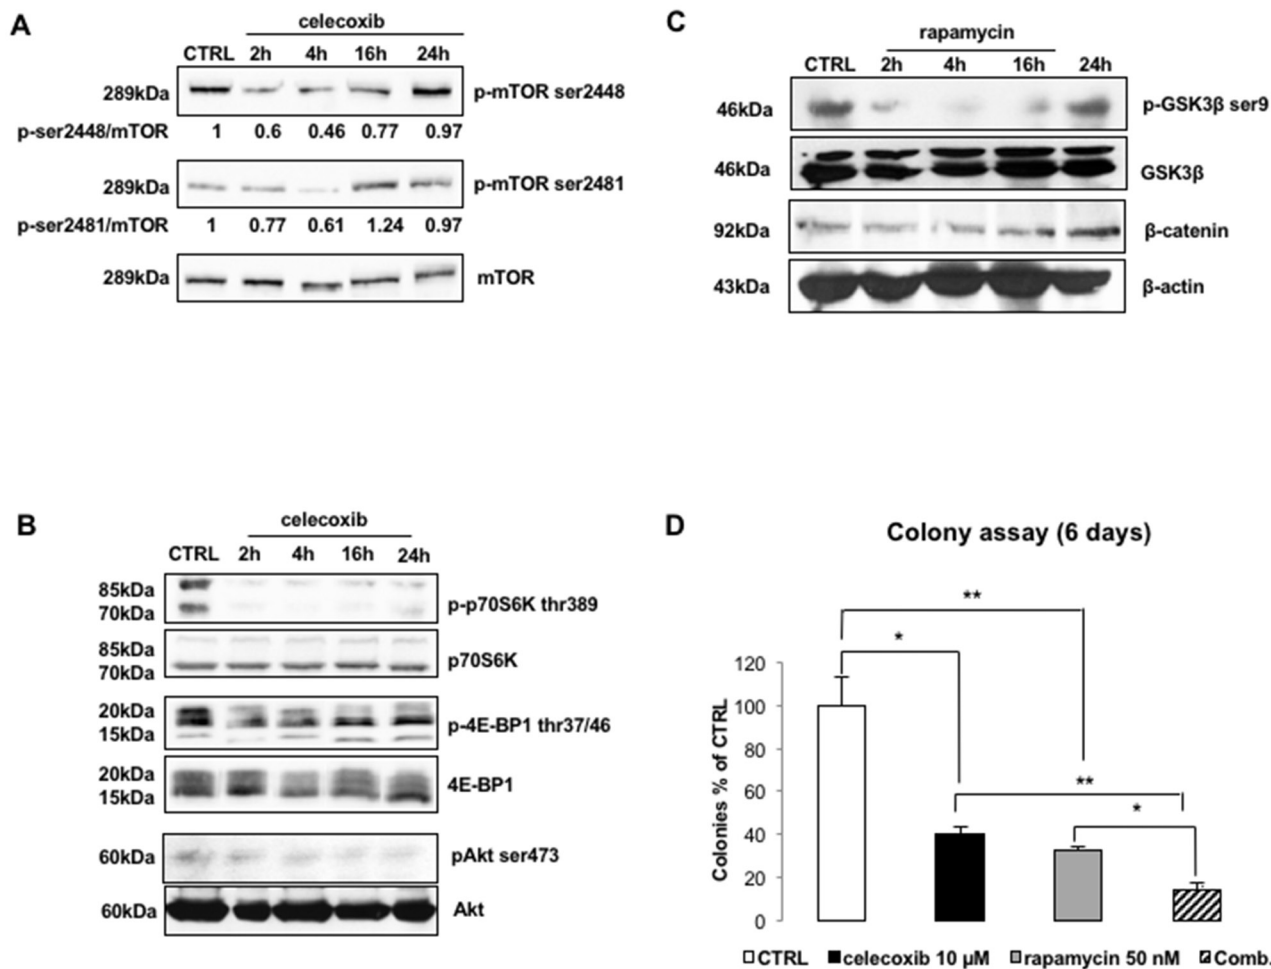 A
celecoxib
CTRL 2h 4h 16h 24h
289kDa p-mTOR ser2448
p-ser2448/mTOR 1 0.6 0.46 0.77 0.97
289kDa p-mTOR ser2481
p-ser2481/mTOR 1 0.77 0.61 1.24 0.97
289kDa mTOR
C
rapamycin
CTRL 2h 4h 16h 24h
46kDa p-GSK3β ser9
46kDa GSK3β
92kDa β-catenin
43kDa β-actin
B
celecoxib
CTRL 2h 4h 16h 24h
85kDa
70kDa p-p70S6K thr389
85kDa
70kDa p70S6K
20kDa
15kDa p-4E-BP1 thr37/46
20kDa
15kDa 4E-BP1
60kDa pAkt ser473
60kDa Akt
D
Colony assay (6 days)
**
*
**
*
Colonies % of CTRL
120
100
80
60
40
20
0
CTRL celecoxib 10 µM rapamycin 50 nM Comb.